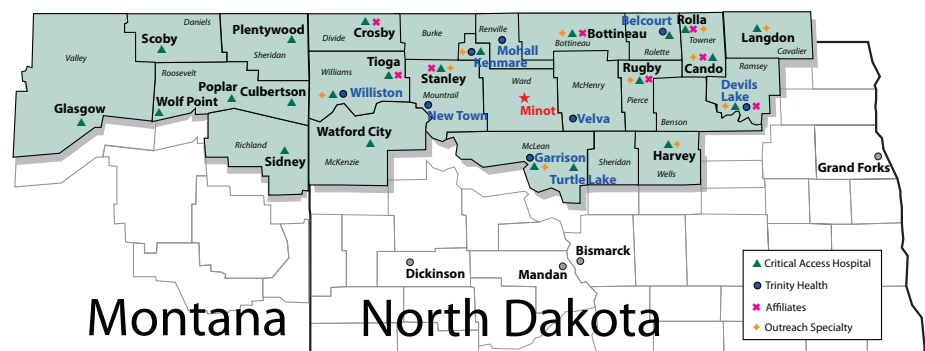 Daniels
Scoby
Plentywood
Sheridan
Valley
Roosevelt
Poplar
Culbertson
Wolf Point
Glasgow
Richland
Sidney
Divide
Crosby
Burke
Renville
Mohall
Kenmare
Bottineau
Bottineau
Belcourt
Rolette
Rolla
Towner
Cando
Langdon
Cavalier
Williams
Tioga
Stanley
Mountrail
Williston
New Town
Ward
Minot
McHenry
Velva
Rugby
Pierce
Benson
Ramsey
Devils
Lake
Watford City
McKenzie
McLean
Garrison
Turtle Lake
Sheridan
Harvey
Wells
Grand Forks
Dickinson
Mandan
Bismarck
Montana
North Dakota
Critical Access Hospital
Trinity Health
Affiliates
Outreach Specialty